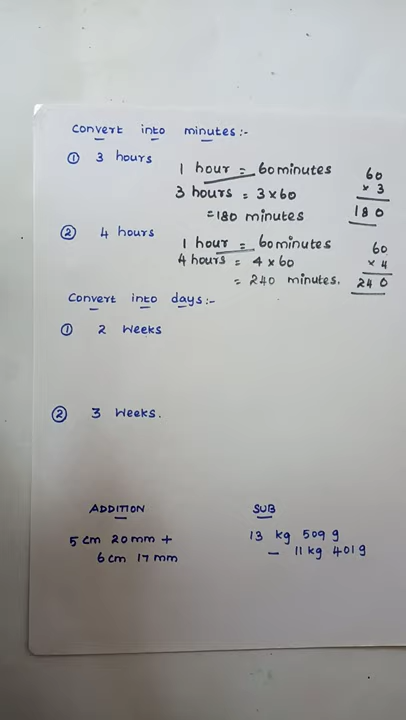 Convert into minutes:-
① 3 hours
1 hour = 60 minutes
60
3 hours = 3 x 60
x 3
= 180 minutes
180
② 4 hours
1 hour = 60 minutes
60
4 hours = 4 x 60
x 4
= 240 minutes.
240
Convert into days:-
① 2 Weeks
② 3 Weeks.
ADDITION
SUB
5 cm 20 mm +
13 kg 509 g
6 cm 17 mm
- 11 kg 401 g